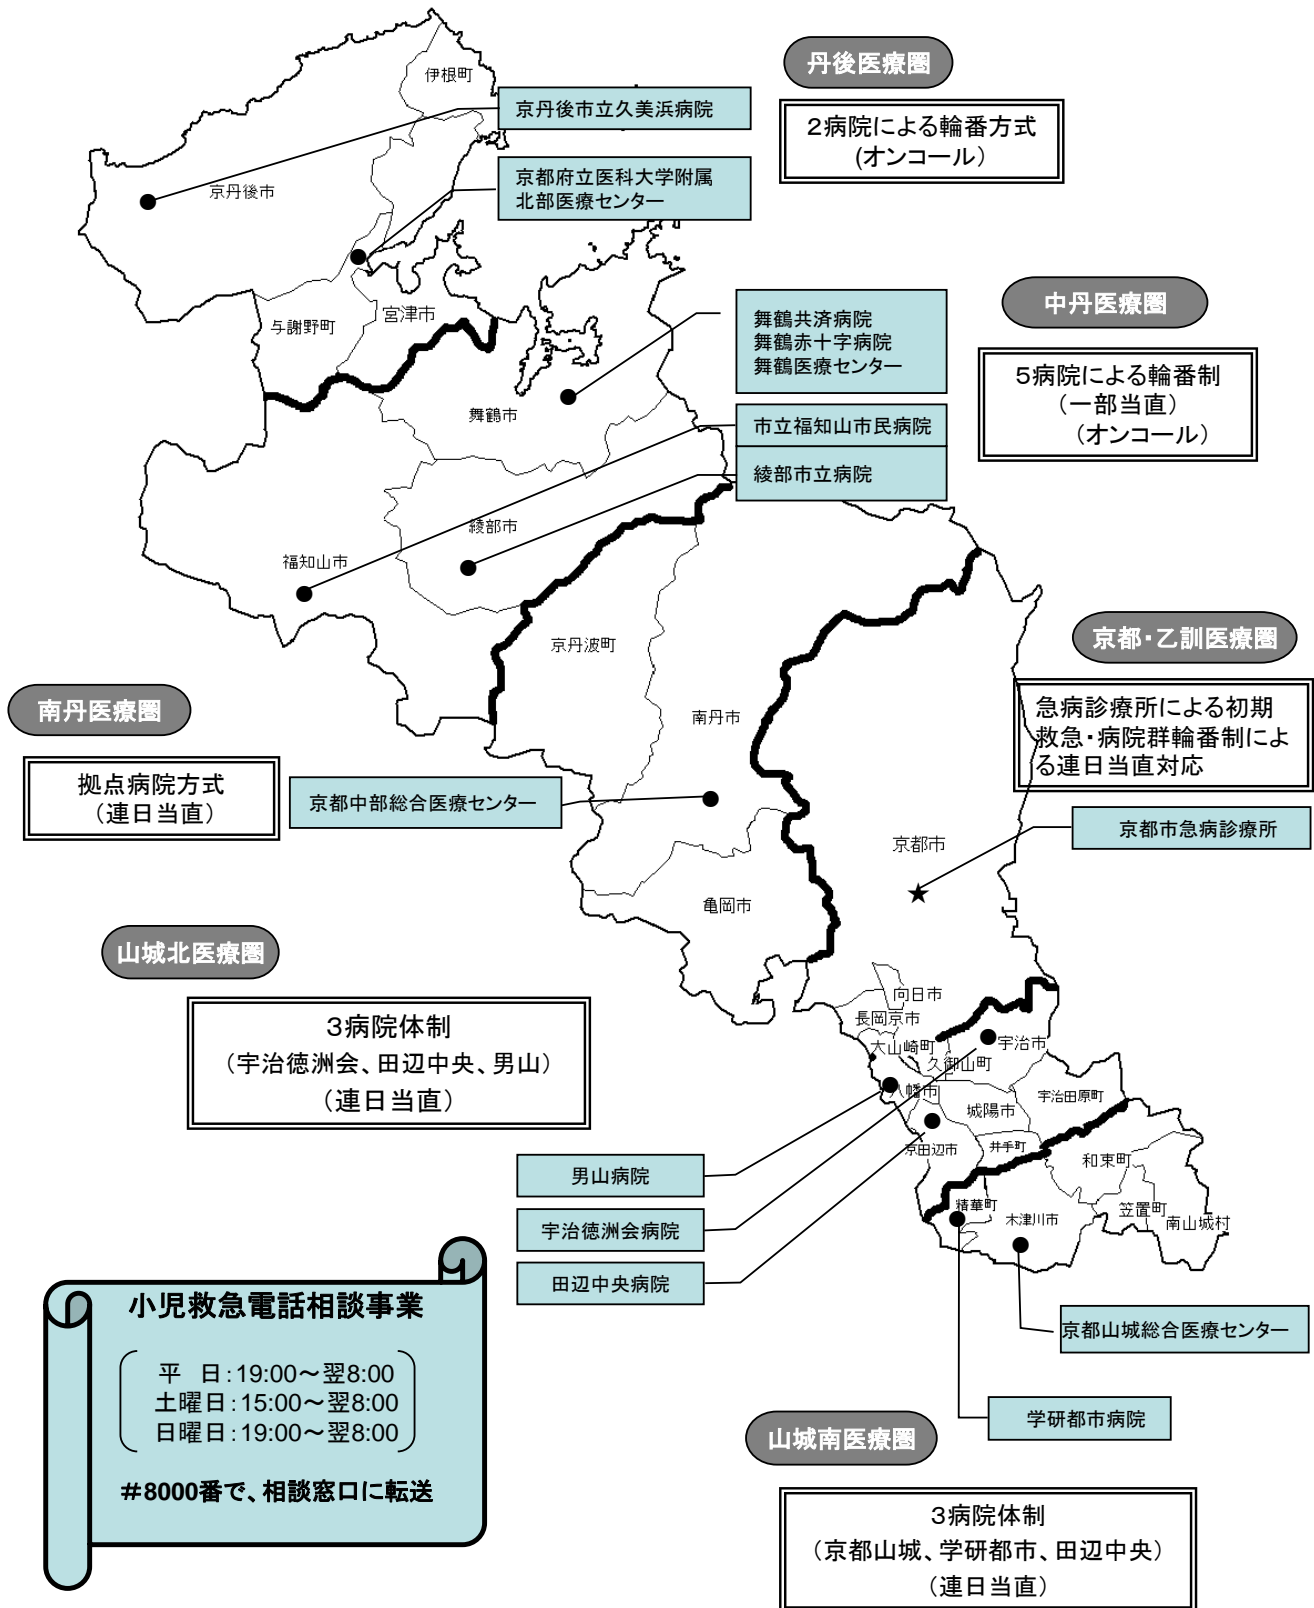 丹後医療圏
2病院による輪番方式
(オンコール)
伊根町
京丹後市立久美浜病院
京都府立医科大学附属
北部医療センター
京丹後市
与謝野町
宮津市
中丹医療圏
5病院による輪番制
(一部当直)
(オンコール)
舞鶴共済病院
舞鶴赤十字病院
舞鶴医療センター
市立福知山市民病院
綾部市立病院
舞鶴市
綾部市
福知山市
京丹波町
南丹市
京都・乙訓医療圏
急病診療所による初期
救急・病院群輪番制によ
る連日当直対応
京都市急病診療所
南丹医療圏
拠点病院方式
(連日当直)
京都中部総合医療センター
京都市
亀岡市
山城北医療圏
3病院体制
(宇治徳洲会、田辺中央、男山)
(連日当直)
向日市
長岡京市
大山崎町
久御山町
宇治市
八幡市
城陽市
宇治田原町
京田辺市
井手町
和束町
精華町
木津川市
笠置町
南山城村
男山病院
宇治徳洲会病院
田辺中央病院
京都山城総合医療センター
学研都市病院
小児救急電話相談事業
平 日:19:00～翌8:00
土曜日:15:00～翌8:00
日曜日:19:00～翌8:00
#8000番で、相談窓口に転送
山城南医療圏
3病院体制
(京都山城、学研都市、田辺中央)
(連日当直)